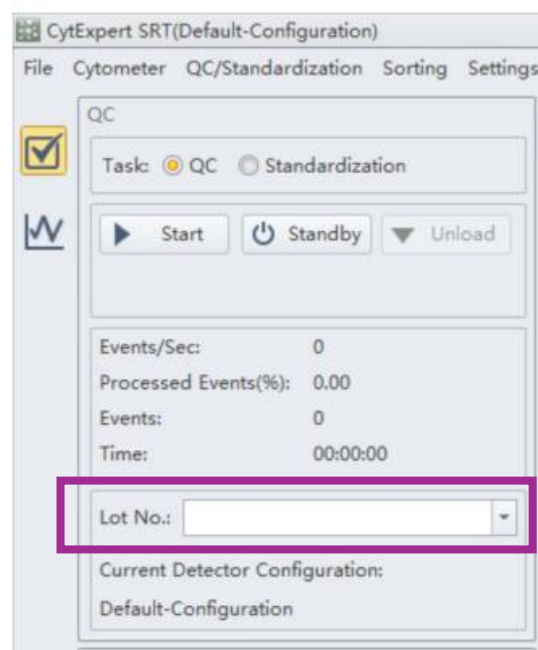 CytExpert SRT(Default-Configuration)
File Cytometer QC/Standardization Sorting Settings
QC
Task: QC Standardization
Start Standby Unload
Events/Sec: 0
Processed Events(%): 0.00
Events: 0
Time: 00:00:00
Lot No.:
Current Detector Configuration:
Default-Configuration